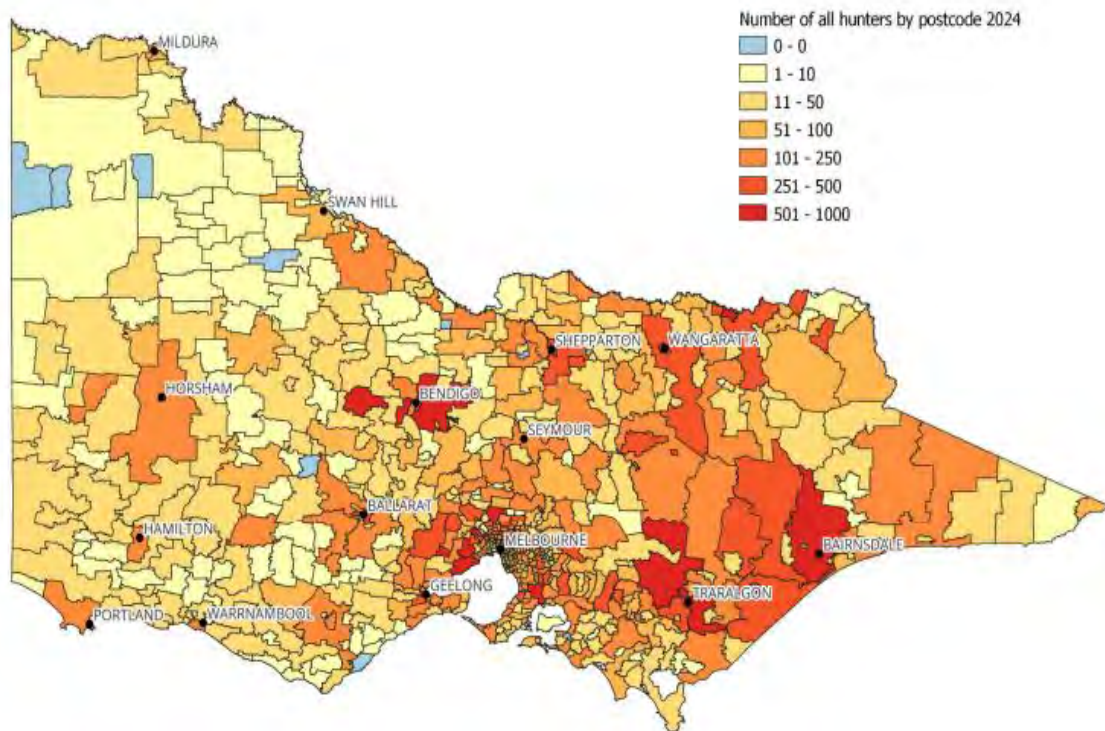 Number of all hunters by postcode 2024
0 - 0
1 - 10
11 - 50
51 - 100
101 - 250
251 - 500
501 - 1000
MILDURA
SWAN HILL
SHEPPARTON
WANGARATTA
HORSHAM
BENDIGO
SEYMOUR
BALLARAT
HAMILTON
MELBOURNE
BAIRNSDALE
GEELONG
TRARALGON
PORTLAND
WARRNAMBOOL